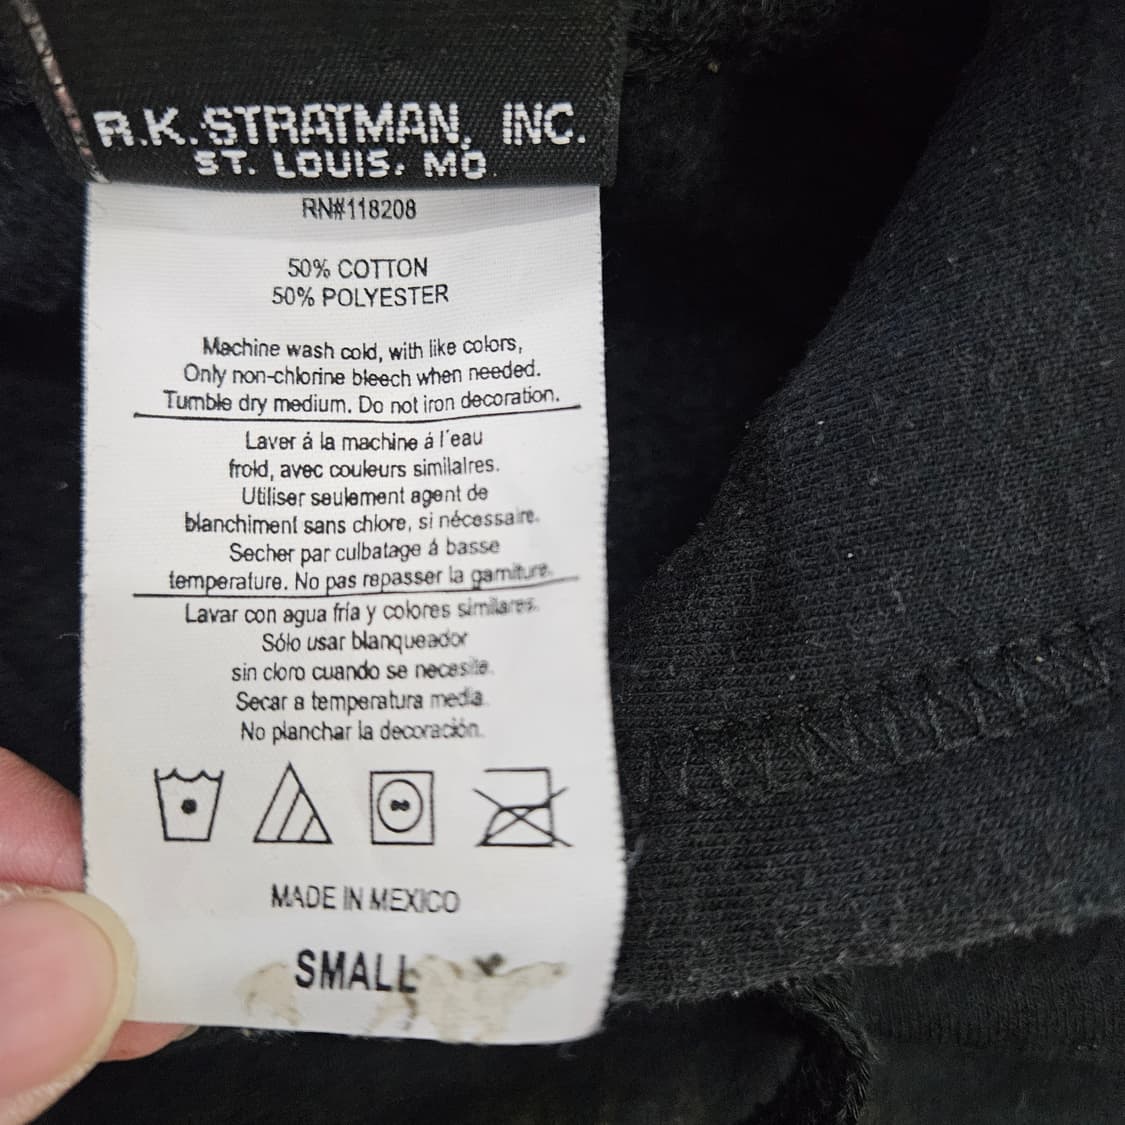 R.K. STRATMAN, INC.
ST. LOUIS, MO
RN#118208
50% COTTON
50% POLYESTER
Machine wash cold, with like colors,
Only non-chlorine bleech when needed.
Tumble dry medium. Do not iron decoration.
Laver á la machine á l'eau
froid, avec couleurs similaires.
Utiliser seulement agent de
blanchiment sans chlore, si nécessaire.
Secher par culbatage á basse
temperature. No pas repasser la garniture.
Lavar con agua fría y colores similares.
Sólo usar blanqueador
sin cloro cuando se necesite.
Secar a temperatura media.
No planchar la decoración.
MADE IN MEXICO
SMALL